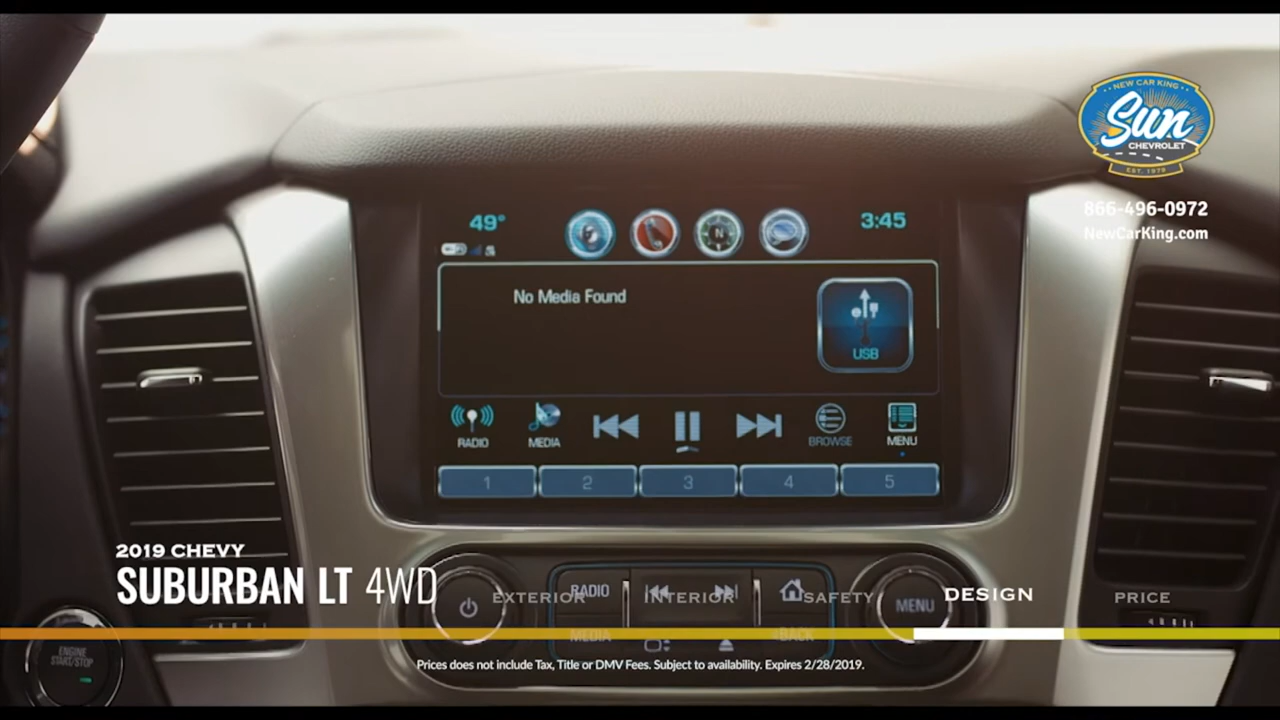 NEW CAR KING
Sun
CHEVROLET
EST. 1979
866-496-0972
NewCarKing.com
49°
3:45
N
No Media Found
USB
RADIO
MEDIA
BROWSE
MENU
1 2 3 4 5
2019 CHEVY
SUBURBAN LT 4WD
RADIO
MENU
EXTERIOR INTERIOR SAFETY DESIGN PRICE
MEDIA
BACK
ENGINE
START/STOP
Prices does not include Tax, Title or DMV Fees. Subject to availability. Expires 2/28/2019.